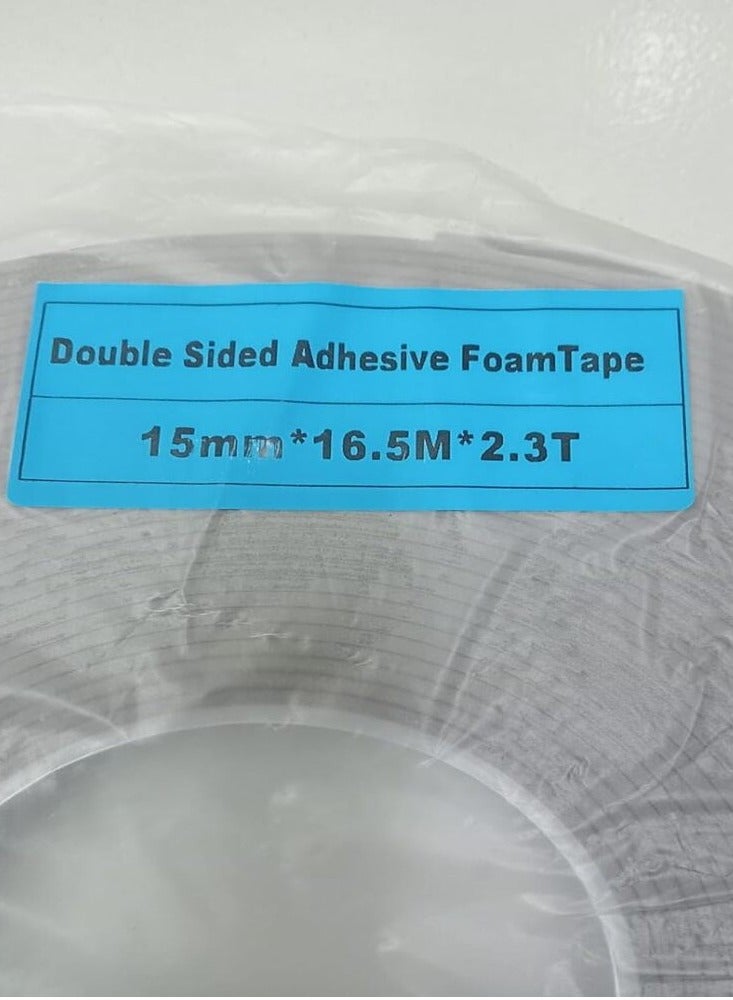 Double Sided Adhesive FoamTape
15mm*16.5M*2.3T